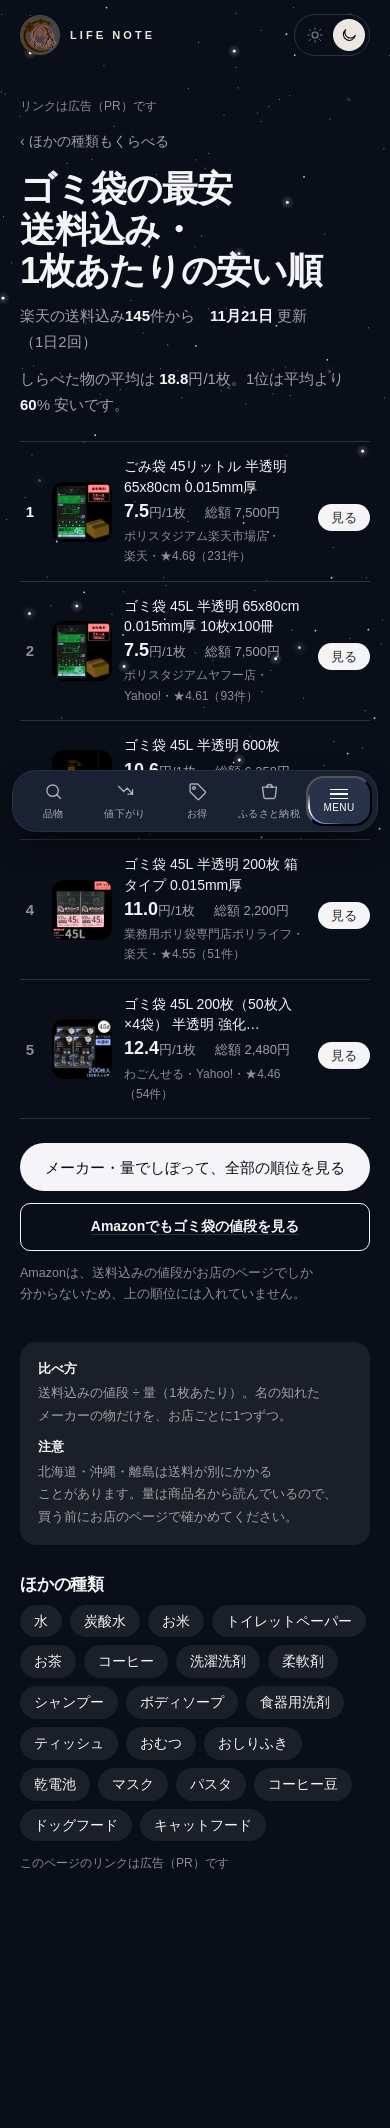 LIFE NOTE
リンクは広告（PR）です
‹ ほかの種類もくらべる
ゴミ袋の最安
送料込み・
1枚あたりの安い順
楽天の送料込み145件から　11月21日 更新
（1日2回）
しらべた物の平均は 18.8円/1枚。1位は平均より
60% 安いです。
1
ごみ袋 45リットル 半透明
65x80cm 0.015mm厚
7.5円/1枚　総額 7,500円
ポリスタジアム楽天市場店・
楽天・★4.68（231件）
見る
2
ゴミ袋 45L 半透明 65x80cm
0.015mm厚 10枚x100冊
7.5円/1枚　総額 7,500円
ポリスタジアムヤフー店・
Yahoo!・★4.61（93件）
見る
ゴミ袋 45L 半透明 600枚
品物
値下がり
お得
ふるさと納税
MENU
4
ゴミ袋 45L 半透明 200枚 箱
タイプ 0.015mm厚
11.0円/1枚　総額 2,200円
業務用ポリ袋専門店ポリライフ・
楽天・★4.55（51件）
見る
5
ゴミ袋 45L 200枚（50枚入
×4袋） 半透明 強化…
12.4円/1枚　総額 2,480円
わごんせる・Yahoo!・★4.46
（54件）
見る
メーカー・量でしぼって、全部の順位を見る
Amazonでもゴミ袋の値段を見る
Amazonは、送料込みの値段がお店のページでしか
分からないため、上の順位には入れていません。
比べ方
送料込みの値段 ÷ 量（1枚あたり）。名の知れた
メーカーの物だけを、お店ごとに1つずつ。
注意
北海道・沖縄・離島は送料が別にかかる
ことがあります。量は商品名から読んでいるので、
買う前にお店のページで確かめてください。
ほかの種類
水 炭酸水 お米 トイレットペーパー
お茶 コーヒー 洗濯洗剤 柔軟剤
シャンプー ボディソープ 食器用洗剤
ティッシュ おむつ おしりふき
乾電池 マスク パスタ コーヒー豆
ドッグフード キャットフード
このページのリンクは広告（PR）です